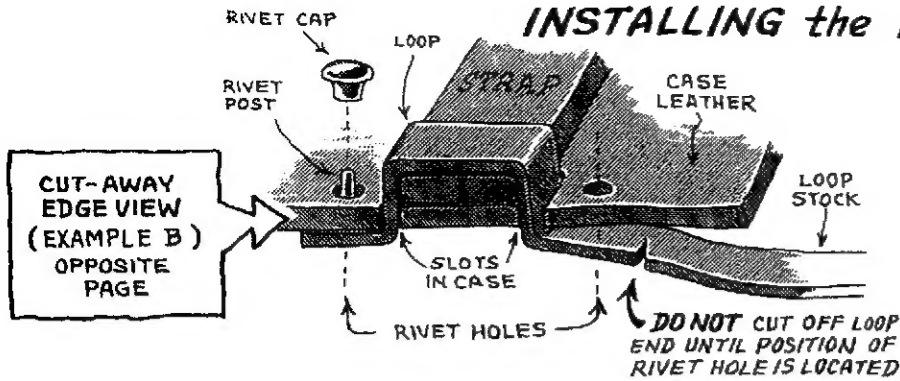 INSTALLING the
RIVET CAP
LOOP
STRAP
CASE
LEATHER
RIVET
POST
LOOP
STOCK
CUT-AWAY
EDGE VIEW
(EXAMPLE B)
OPPOSITE
PAGE
SLOTS
IN CASE
RIVET HOLES
DO NOT CUT OFF LOOP
END UNTIL POSITION OF
RIVET HOLE IS LOCATED